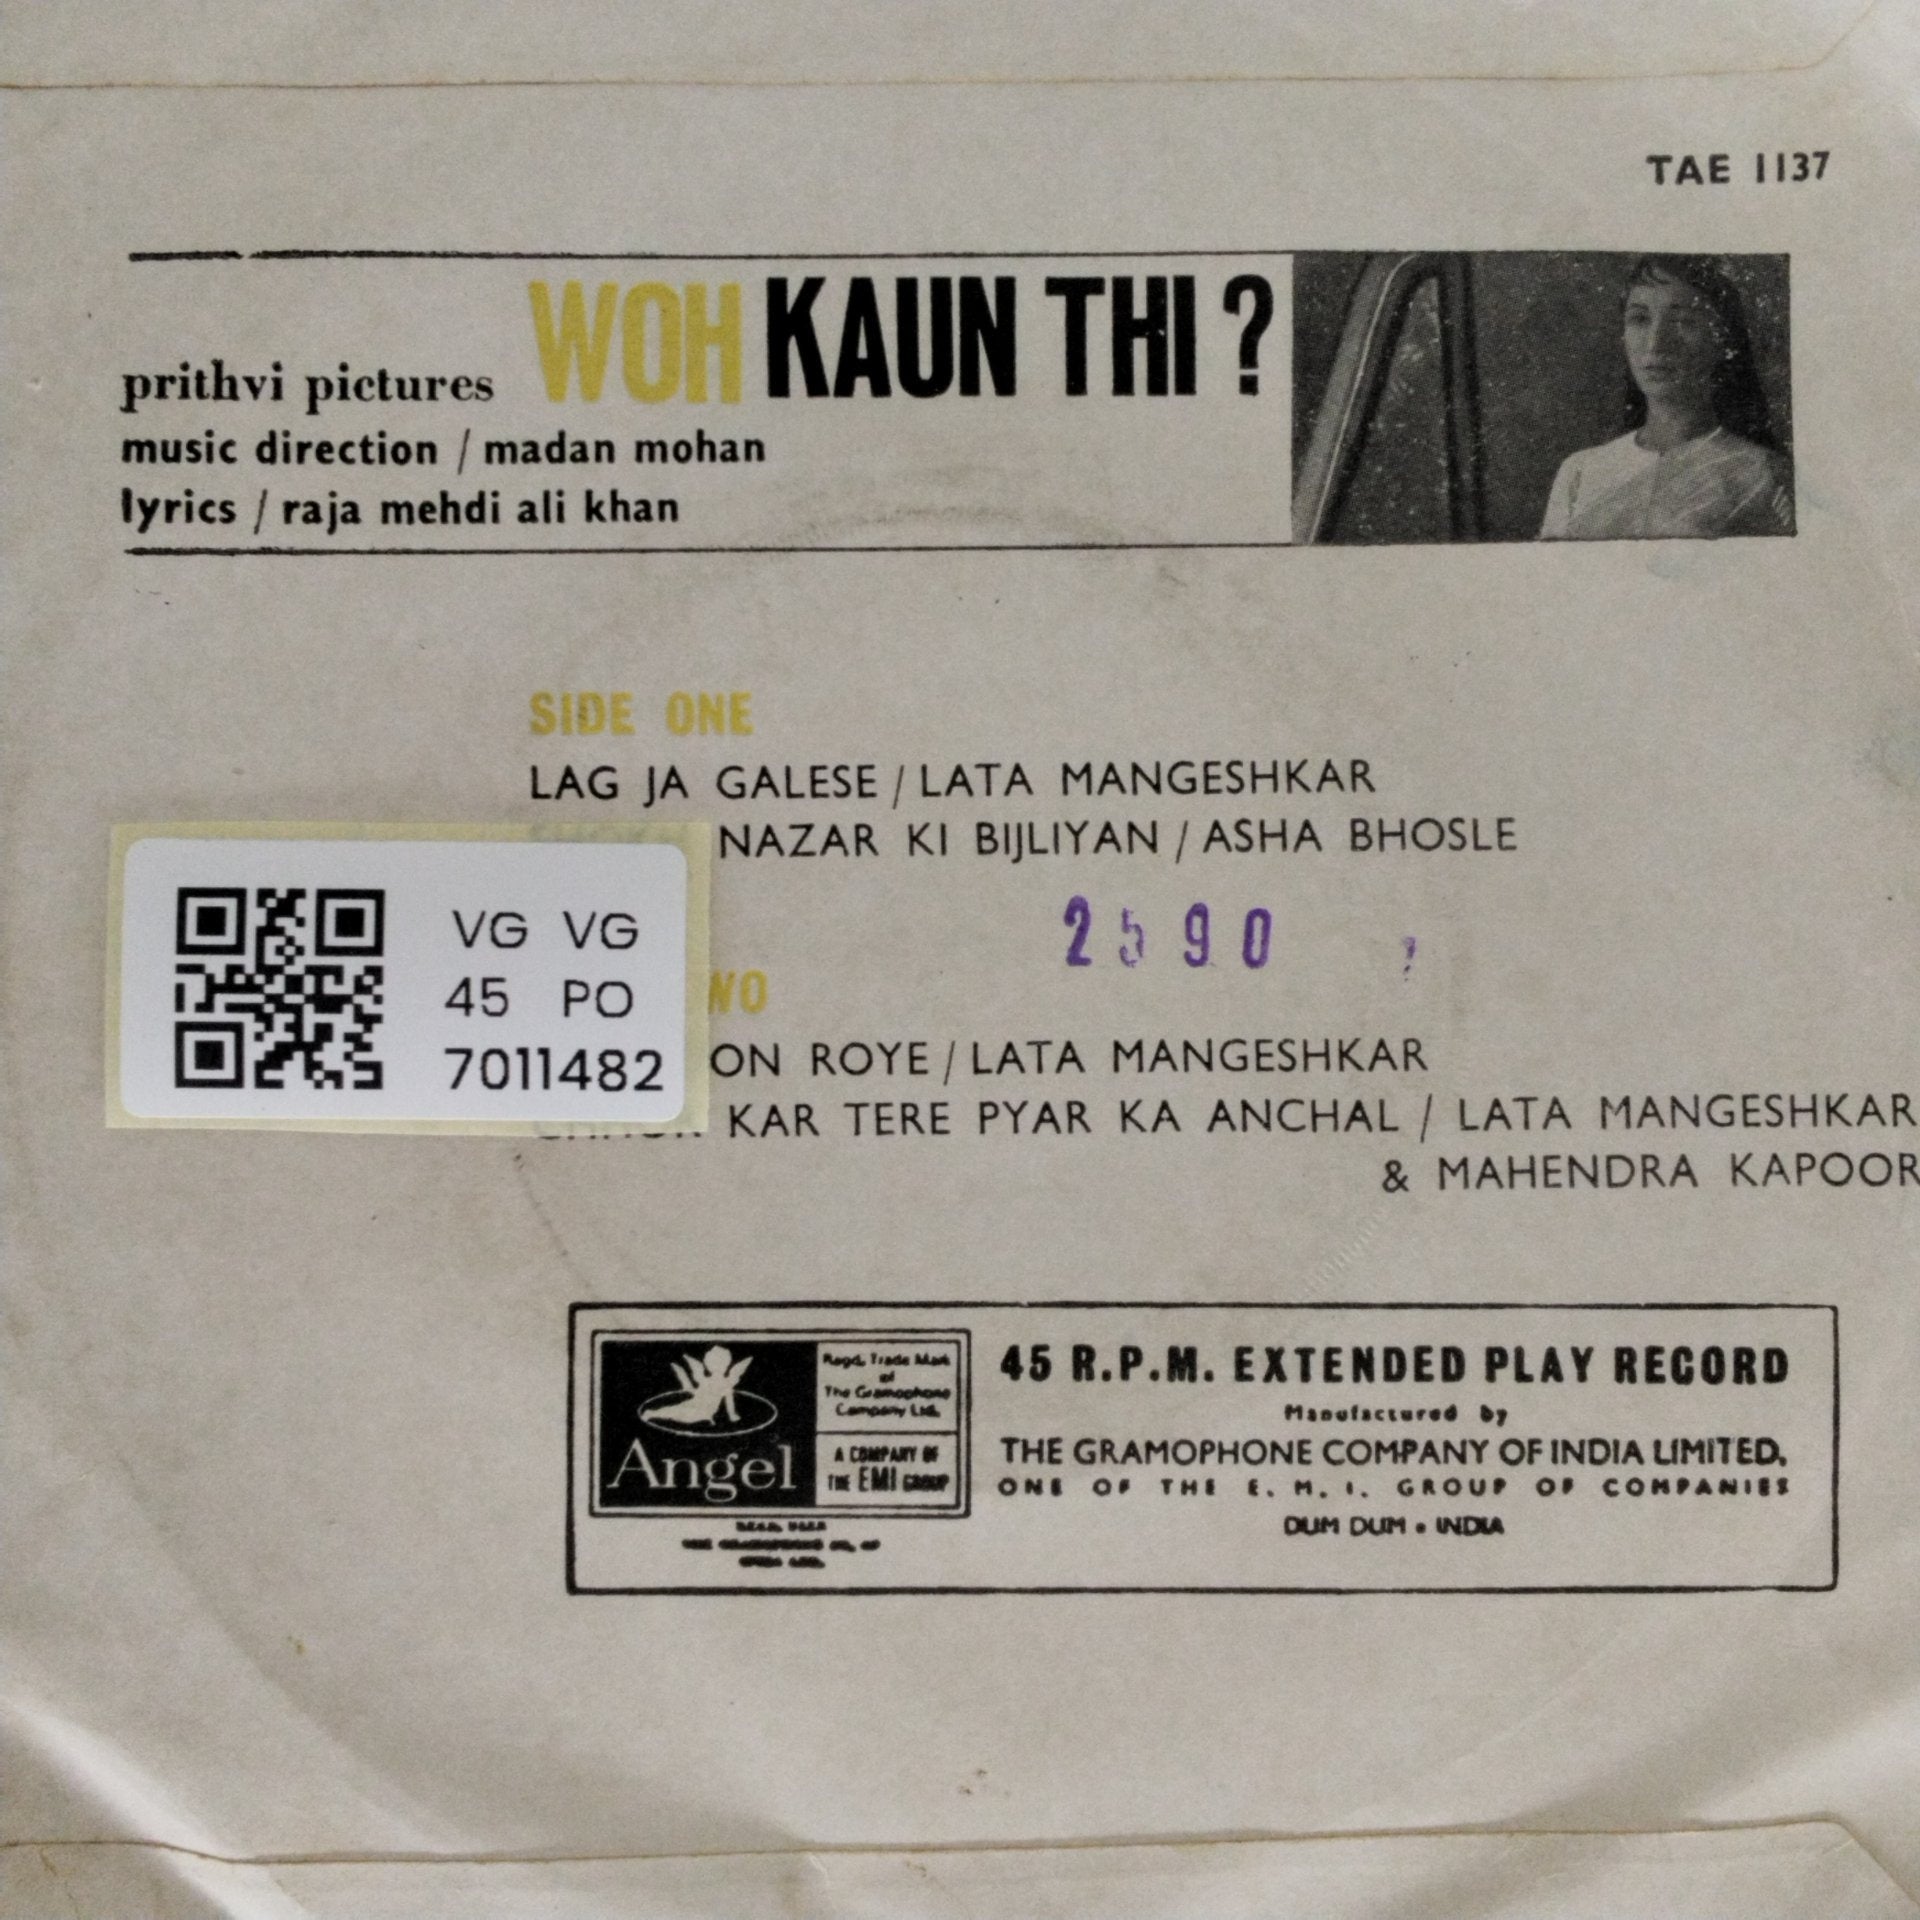 TAE 1137
WOH KAUN THI ?
prithvi pictures
music direction / madan mohan
lyrics / raja mehdi ali khan
SIDE ONE
LAG JA GALESE / LATA MANGESHKAR
NAZAR KI BIJLIYAN / ASHA BHOSLE
2590
VG VG
45 PO
7011482
WO
ON ROYE / LATA MANGESHKAR
KAR TERE PYAR KA ANCHAL / LATA MANGESHKAR
& MAHENDRA KAPOOR
Angel
Regd. Trade Mark
of
The Gramophone
Company Ltd.
A COMPANY OF
THE EMI GROUP
45 R.P.M. EXTENDED PLAY RECORD
Manufactured by
THE GRAMOPHONE COMPANY OF INDIA LIMITED.
ONE OF THE E. M. I. GROUP OF COMPANIES
DUM DUM • INDIA